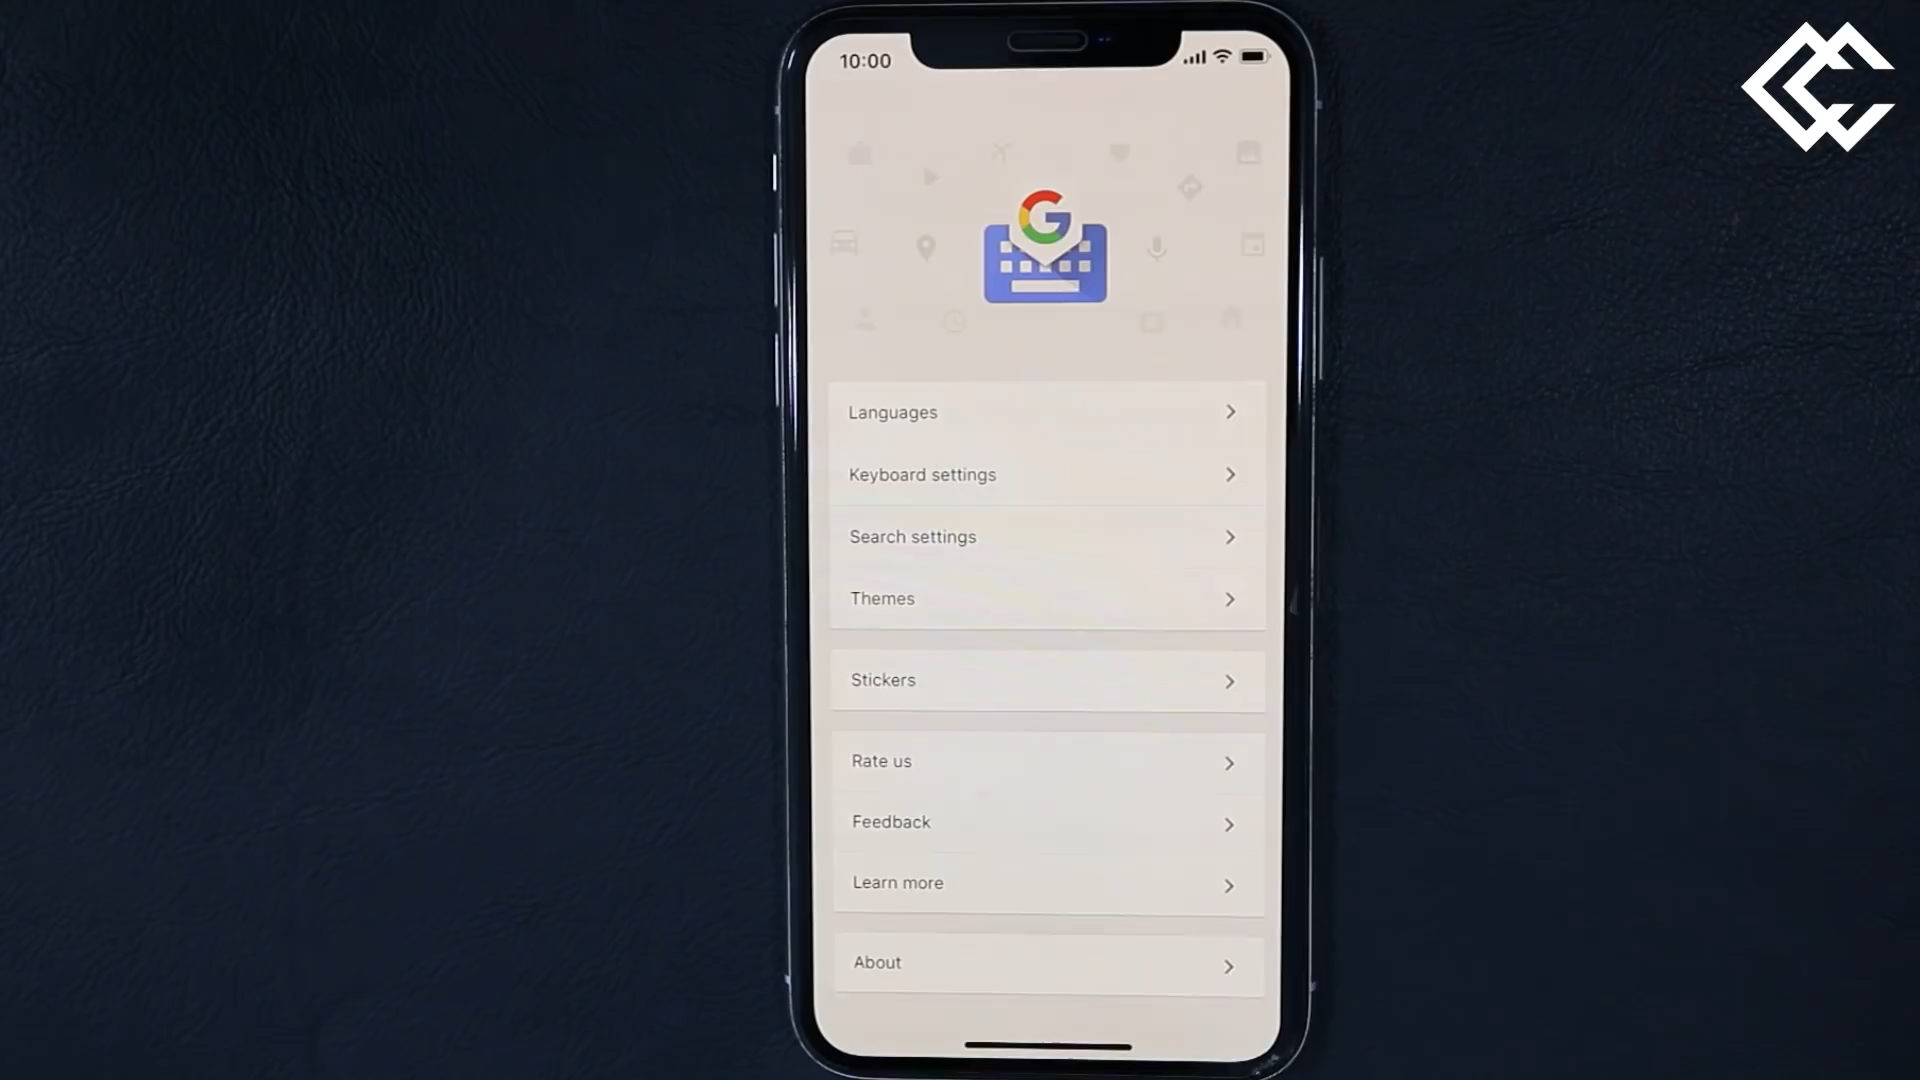 10:00
G
Languages
Keyboard settings
Search settings
Themes
Stickers
Rate us
Feedback
Learn more
About